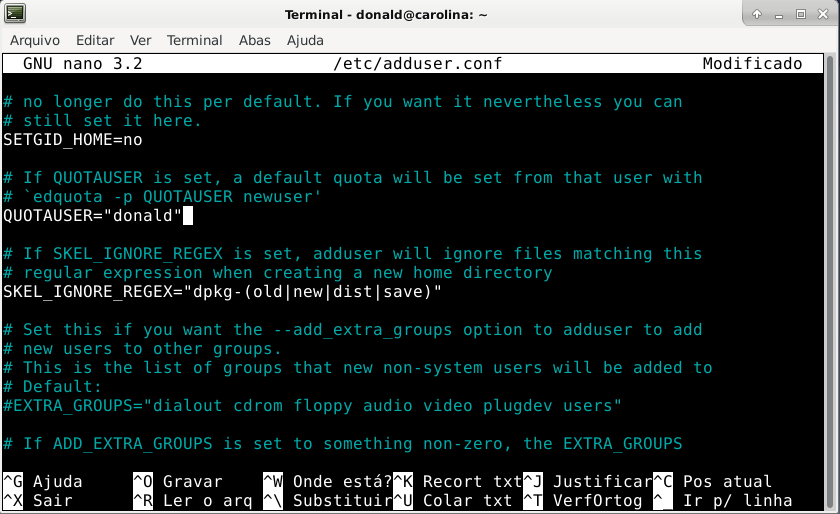 Terminal - donald@carolina: ~
Arquivo Editar Ver Terminal Abas Ajuda
GNU nano 3.2 /etc/adduser.conf Modificado
# no longer do this per default. If you want it nevertheless you can
# still set it here.
SETGID_HOME=no
# If QUOTAUSER is set, a default quota will be set from that user with
# `edquota -p QUOTAUSER newuser'
QUOTAUSER="donald"
# If SKEL_IGNORE_REGEX is set, adduser will ignore files matching this
# regular expression when creating a new home directory
SKEL_IGNORE_REGEX="dpkg-(old|new|dist|save)"
# Set this if you want the --add_extra_groups option to adduser to add
# new users to other groups.
# This is the list of groups that new non-system users will be added to
# Default:
#EXTRA_GROUPS="dialout cdrom floppy audio video plugdev users"
# If ADD_EXTRA_GROUPS is set to something non-zero, the EXTRA_GROUPS
^G Ajuda ^O Gravar ^W Onde está? ^K Recort txt ^J Justificar ^C Pos atual
^X Sair ^R Ler o arq ^\ Substituir ^U Colar txt ^T VerfOrtog ^_ Ir p/ linha